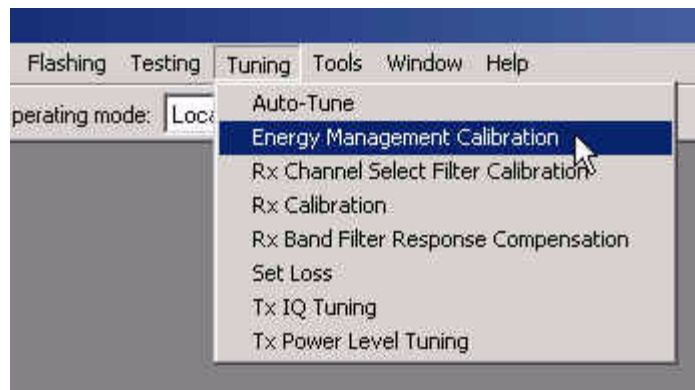 Flashing Testing Tuning Tools Window Help
perating mode: Loca
Auto-Tune
Energy Management Calibration
Rx Channel Select Filter Calibration
Rx Calibration
Rx Band Filter Response Compensation
Set Loss
Tx IQ Tuning
Tx Power Level Tuning